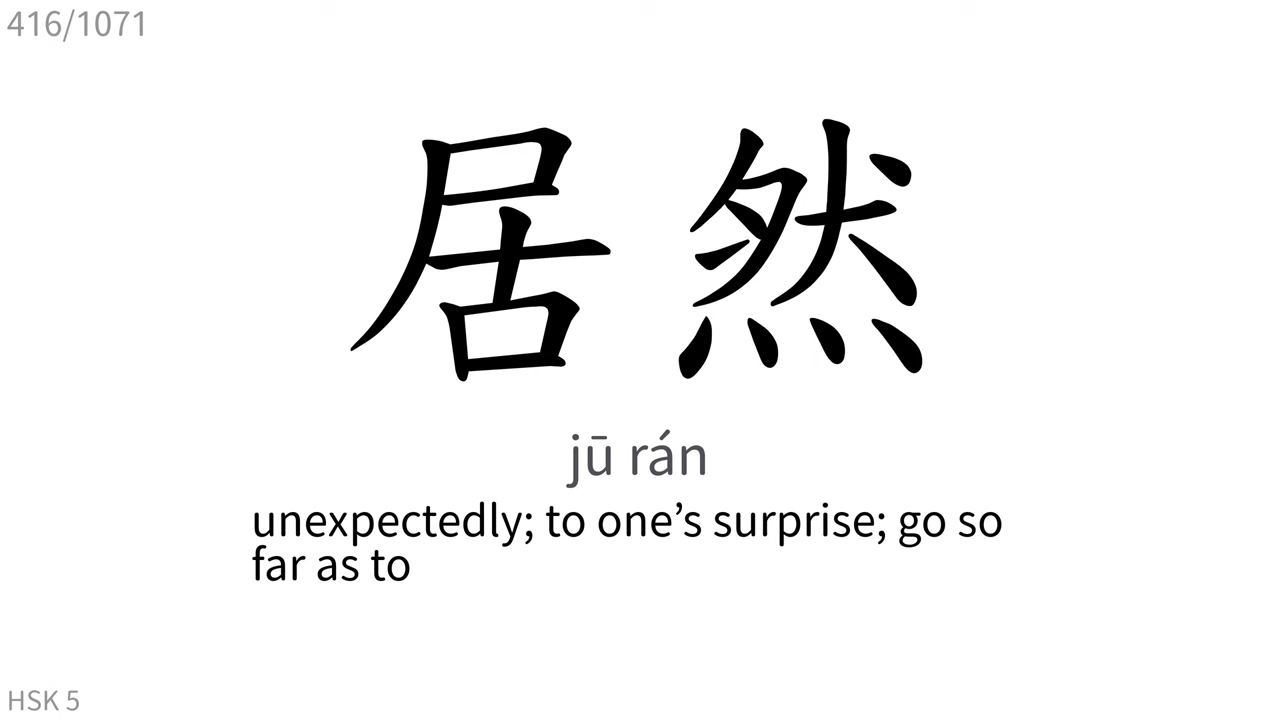 416/1071
居然
jū rán
unexpectedly; to one’s surprise; go so
far as to
HSK 5